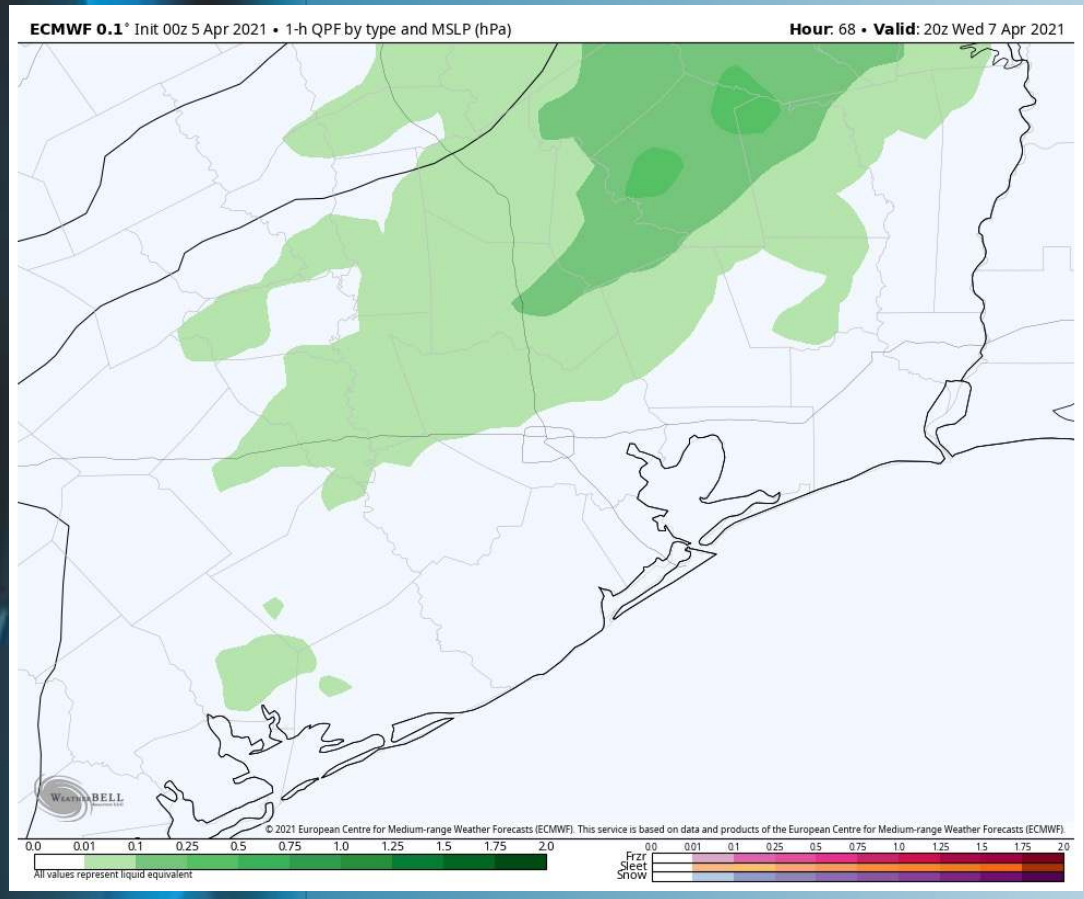 ECMWF 0.1° Init 00z 5 Apr 2021 • 1-h QPF by type and MSLP (hPa)
Hour: 68 • Valid: 20z Wed 7 Apr 2021
WEATHERBELL
© 2021 European Centre for Medium-range Weather Forecasts (ECMWF). This service is based on data and products of the European Centre for Medium-range Weather Forecasts (ECMWF).
0.0 0.01 0.1 0.25 0.5 0.75 1.0 1.25 1.5 1.75 2.0
All values represent liquid equivalent
0.0 0.01 0.1 0.25 0.5 0.75 1.0 1.25 1.5 1.75 2.0
Frzr
Sleet
Snow